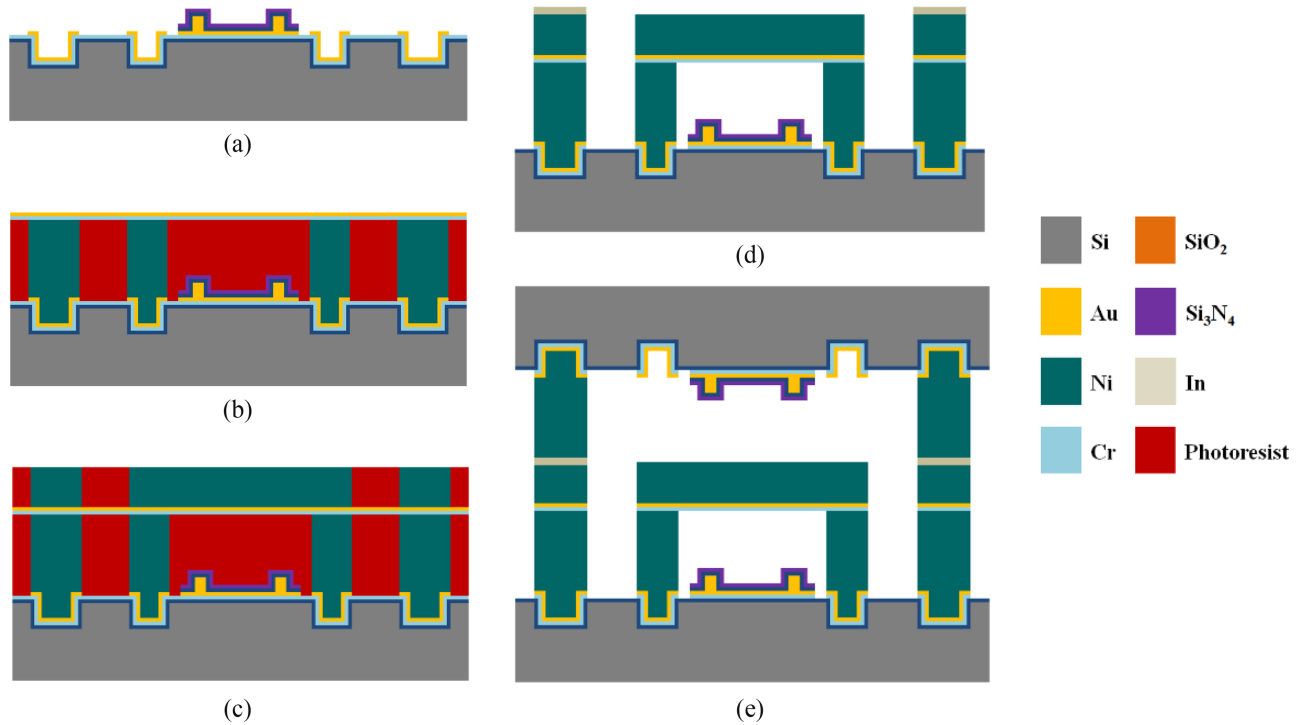 (a)
(b)
(c)
(d)
(e)
Si
SiO₂
Au
Si₃N₄
Ni
In
Cr
Photoresist